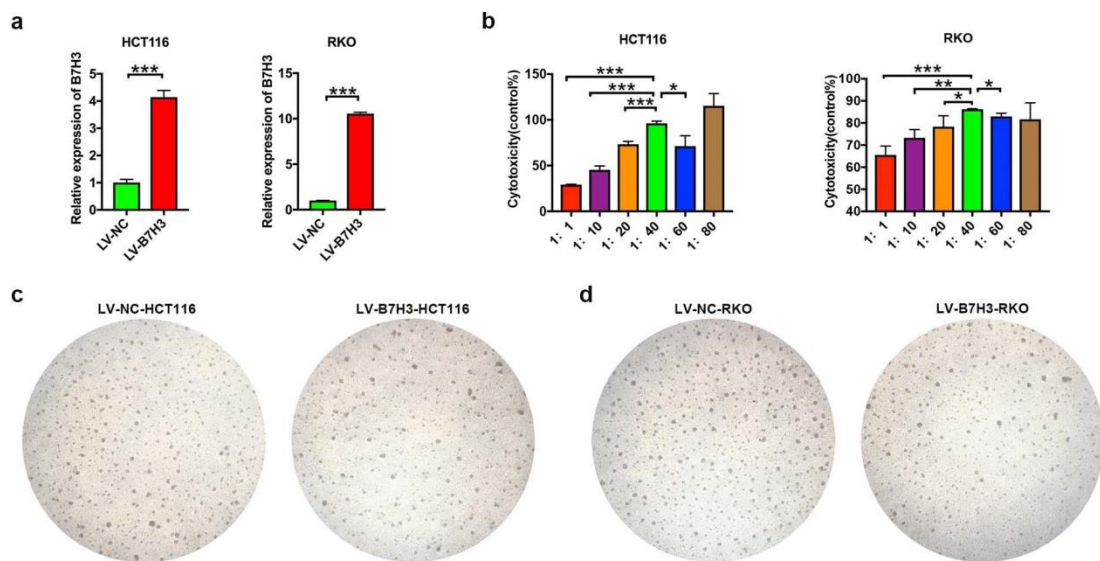 a
HCT116
Relative expression of B7H3
5
4
3
2
1
0
***
LV-NC
LV-B7H3
RKO
Relative expression of B7H3
15
10
5
0
***
LV-NC
LV-B7H3
b
HCT116
Cytotoxicity(control%)
150
100
50
0
***
***
***
*
1: 1
1: 10
1: 20
1: 40
1: 60
1: 80
RKO
Cytotoxicity(control%)
100
90
80
70
60
50
40
***
**
*
*
1: 1
1: 10
1: 20
1: 40
1: 60
1: 80
c
LV-NC-HCT116
LV-B7H3-HCT116
d
LV-NC-RKO
LV-B7H3-RKO